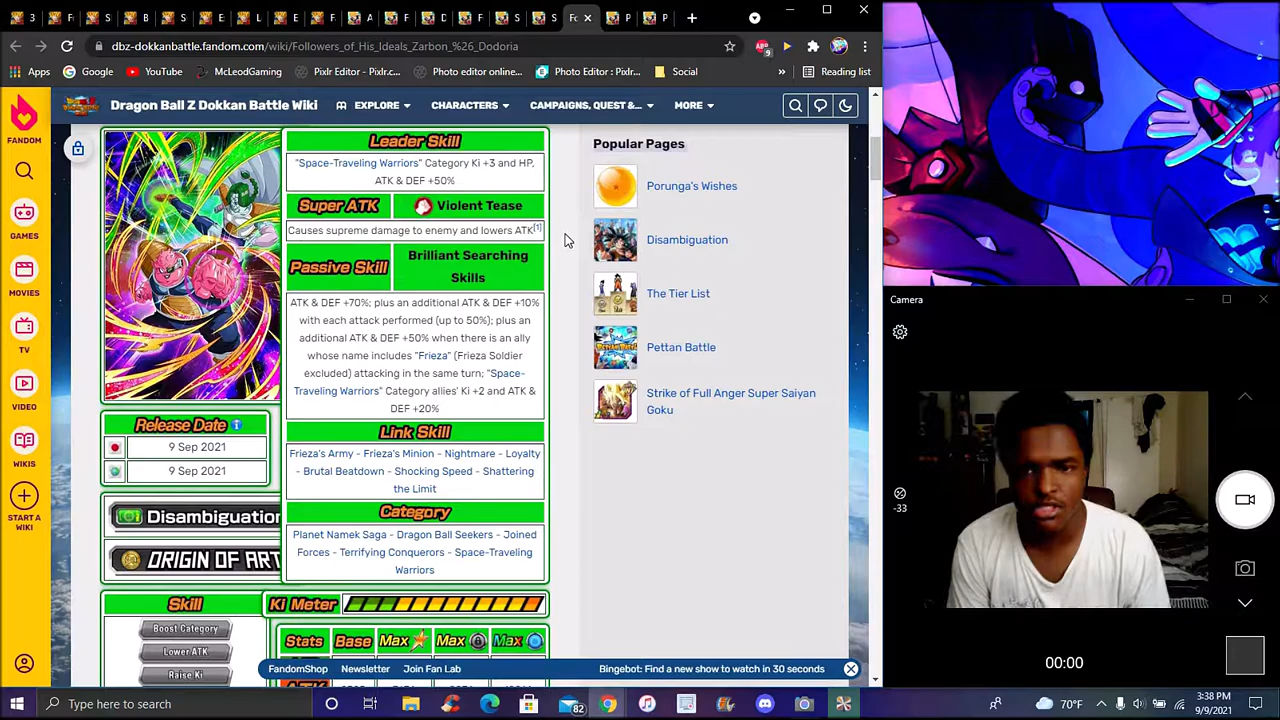 3
F
S
B
S
E
L
E
F
A
F
D
F
S
S
Fo
P
P
dbz-dokkanbattle.fandom.com/wiki/Followers_of_His_Ideals_Zarbon_%26_Dodoria
9
Apps
Google
YouTube
McLeodGaming
Pixlr Editor - Pixlr.c...
Photo editor online...
Photo Editor : Pixlr...
Social
»
Reading list
FANDOM
GAMES
MOVIES
TV
VIDEO
WIKIS
START A
WIKI
Dragon Ball Z Dokkan Battle Wiki
EXPLORE
CHARACTERS
CAMPAIGNS, QUEST &...
MORE
Leader Skill
"Space-Traveling Warriors" Category Ki +3 and HP,
ATK & DEF +50%
Super ATK
Violent Tease
Causes supreme damage to enemy and lowers ATK[1]
Passive Skill
Brilliant Searching
Skills
ATK & DEF +70%; plus an additional ATK & DEF +10%
with each attack performed (up to 50%); plus an
additional ATK & DEF +50% when there is an ally
whose name includes "Frieza" (Frieza Soldier
excluded) attacking in the same turn; "Space-
Traveling Warriors" Category allies' Ki +2 and ATK &
DEF +20%
Link Skill
Frieza's Army - Frieza's Minion - Nightmare - Loyalty
- Brutal Beatdown - Shocking Speed - Shattering
the Limit
Category
Planet Namek Saga - Dragon Ball Seekers - Joined
Forces - Terrifying Conquerors - Space-Traveling
Warriors
Release Date
9 Sep 2021
9 Sep 2021
Disambiguation
ORIGIN OF ART
Skill
Boost Category
Lower ATK
Raise Ki
Ki Meter
Stats
Base
Max
Max
Max
Popular Pages
Porunga's Wishes
Disambiguation
The Tier List
Pettan Battle
Strike of Full Anger Super Saiyan
Goku
FandomShop
Newsletter
Join Fan Lab
Bingebot: Find a new show to watch in 30 seconds
Camera
-33
00:00
Type here to search
82
70°F
3:38 PM
9/9/2021